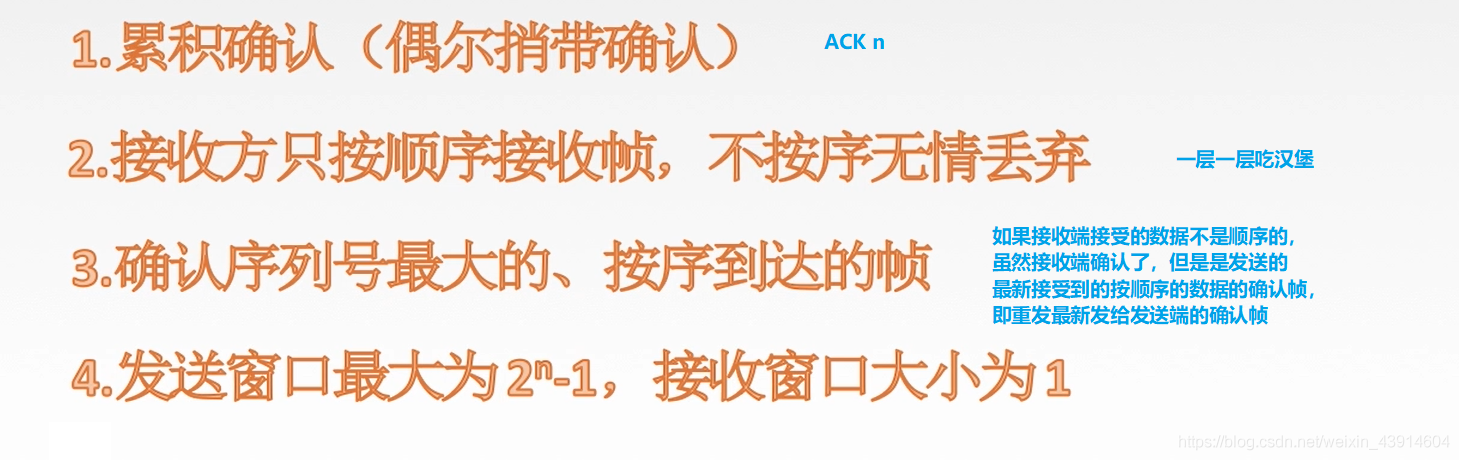 1.累积确认（偶尔捎带确认）
ACK n
2.接收方只按顺序接收帧，不按序无情丢弃
一层一层吃汉堡
3.确认序列号最大的、按序到达的帧
如果接收端接受的数据不是顺序的，
虽然接收端确认了，但是是发送的
最新接受到的按顺序的数据的确认帧，
即重发最新发给发送端的确认帧
4.发送窗口最大为2ⁿ-1，接收窗口大小为1
https://blog.csdn.net/weixin_43914604